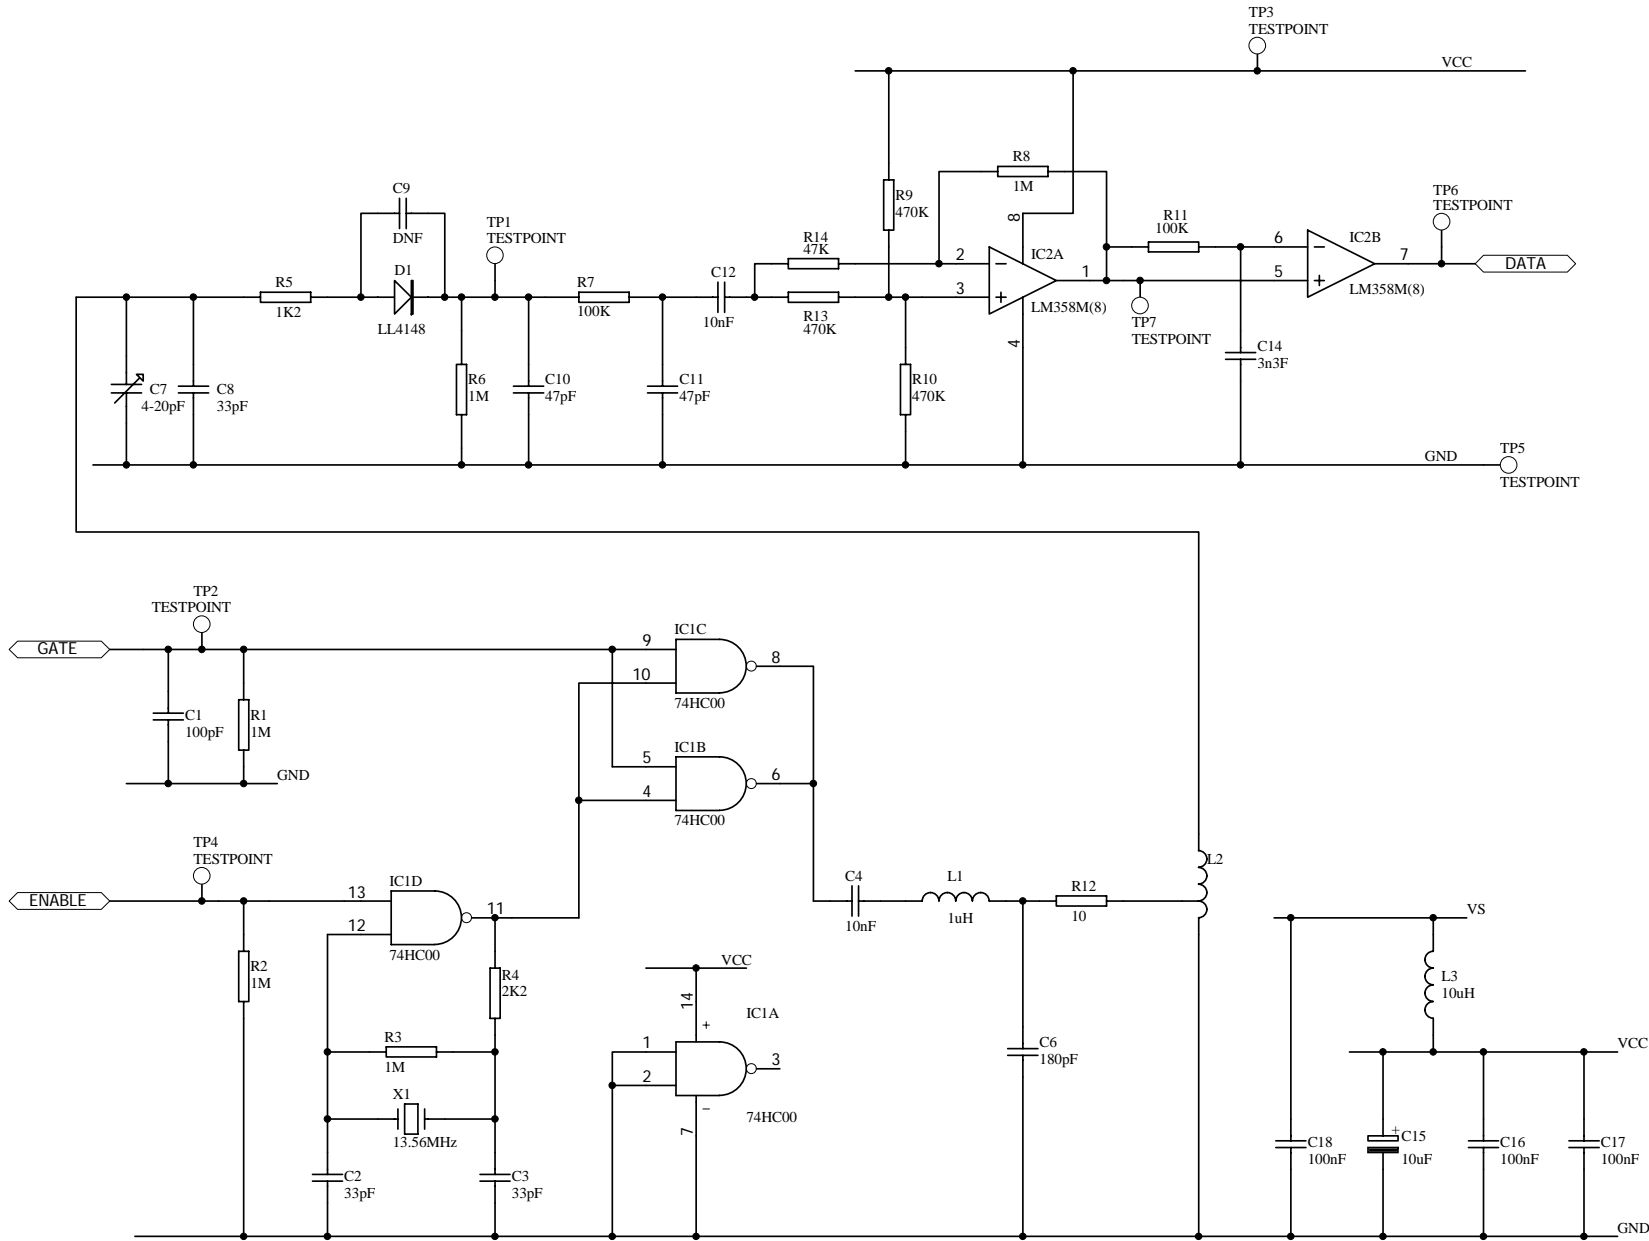 TP3
TESTPOINT
VCC
R8
1M
C9
DNF
TP1
TESTPOINT
R9
470K
8
TP6
TESTPOINT
R11
100K
IC2B
R14
47K
2
IC2A
6
7
DATA
D1
C12
1
5
R5
1K2
R7
100K
3
LM358M(8)
LM358M(8)
LL4148
10nF
R13
470K
TP7
TESTPOINT
4
C14
3n3F
C7
4-20pF
C8
33pF
R6
1M
C10
47pF
C11
47pF
R10
470K
GND
TP5
TESTPOINT
TP2
TESTPOINT
GATE
IC1C
9
8
10
74HC00
C1
100pF
R1
1M
IC1B
5
6
4
74HC00
GND
TP4
TESTPOINT
ENABLE
IC1D
13
11
12
74HC00
C4
10nF
L1
1uH
R12
10
L2
VS
R2
1M
R4
2K2
VCC
14
+
IC1A
L3
10uH
R3
1M
1
3
2
C6
180pF
VCC
X1
13.56MHz
–
74HC00
7
C18
100nF
+
C15
10uF
C16
100nF
C17
100nF
C2
33pF
C3
33pF
GND